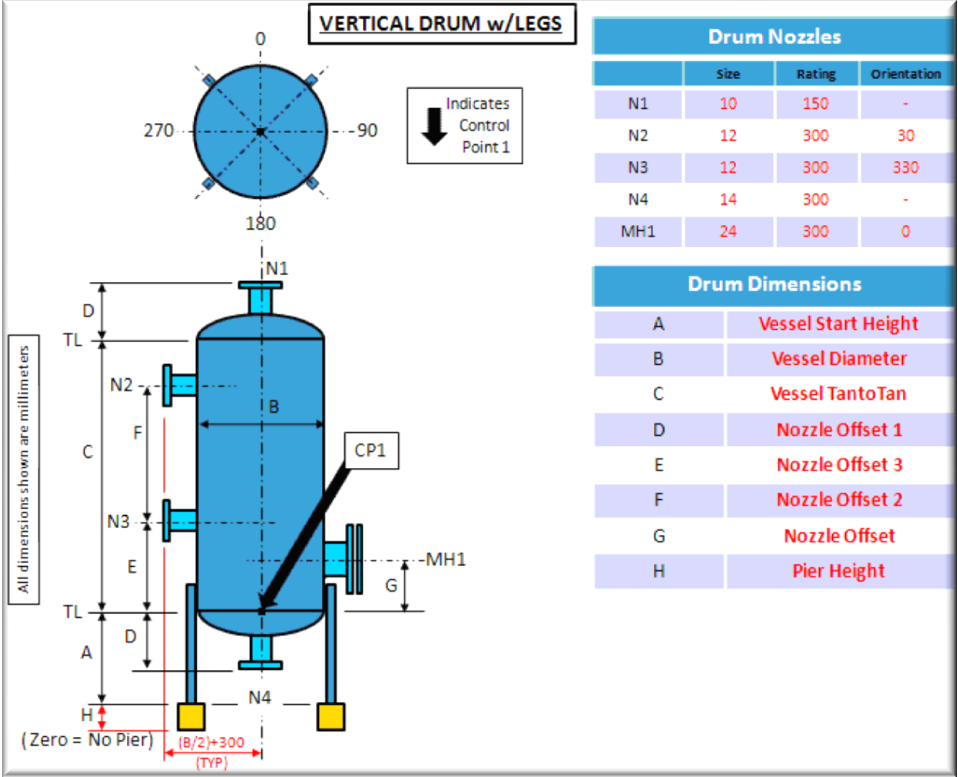 VERTICAL DRUM w/LEGS
0
270
90
180
Indicates
Control
Point 1
N1
D
TL
N2
B
F
C
CP1
N3
E
MH1
G
TL
D
A
N4
H
(Zero = No Pier)
(B/2)+300
(TYP)
All dimensions shown are millimeters
Drum Nozzles
Size Rating Orientation
N1 10 150 -
N2 12 300 30
N3 12 300 330
N4 14 300 -
MH1 24 300 0
Drum Dimensions
A Vessel Start Height
B Vessel Diameter
C Vessel TantoTan
D Nozzle Offset 1
E Nozzle Offset 3
F Nozzle Offset 2
G Nozzle Offset
H Pier Height